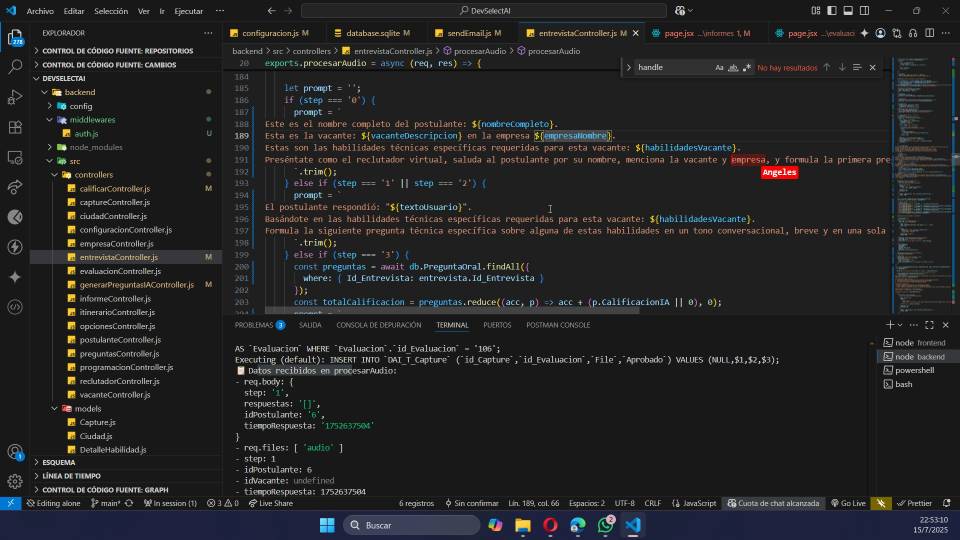 Archivo Editar Selección Ver Ir Ejecutar ···
DevSelectAI
278
EXPLORADOR ···
CONTROL DE CÓDIGO FUENTE: REPOSITORIOS
CONTROL DE CÓDIGO FUENTE: CAMBIOS
DEVSELECTAI
backend
config
middlewares
auth.js U
node_modules
src
controllers
calificarController.js M
captureController.js
ciudadController.js
configuracionController.js
empresaController.js
entrevistaController.js M
evaluacionController.js
generarPreguntasIAController.js M
informeController.js
itinerarioController.js
opcionesController.js
postulanteController.js
preguntasController.js
programacionController.js
reclutadorController.js
vacanteController.js
models
Capture.js
Ciudad.js
DetalleHabilidad.js
ESQUEMA
LÍNEA DE TIEMPO
CONTROL DE CÓDIGO FUENTE: GRAPH
configuracion.js M
database.sqlite M
sendEmail.js M
entrevistaController.js M
page.jsx ...\informes 1, M
page.jsx ...\evaluaci
backend > src > controllers > entrevistaController.js > procesarAudio > procesarAudio
handle
Aa ab
No hay resultados
20 exports.procesarAudio = async (req, res) => {
184
185 let prompt = '';
186 if (step === '0') {
187 prompt = `
188 Este es el nombre completo del postulante: ${nombreCompleto}.
189 Esta es la vacante: ${vacanteDescripcion} en la empresa ${empresaNombre}.
190 Estas son las habilidades técnicas específicas requeridas para esta vacante: ${habilidadesVacante}.
191 Preséntate como el reclutador virtual, saluda al postulante por su nombre, menciona la vacante y empresa, y formula la primera pre
Angeles
192 `.trim();
193 } else if (step === '1' || step === '2') {
194 prompt = `
195 El postulante respondió: "${textoUsuario}".
196 Basándote en las habilidades técnicas específicas requeridas para esta vacante: ${habilidadesVacante}.
197 Formula la siguiente pregunta técnica específica sobre alguna de estas habilidades en un tono conversacional, breve y en una sola
198 `.trim();
199 } else if (step === '3') {
200 const preguntas = await db.PreguntaOral.findAll({
201 where: { Id_Entrevista: entrevista.Id_Entrevista }
202 });
203 const totalCalificacion = preguntas.reduce((acc, p) => acc + (p.CalificacionIA || 0), 0);
PROBLEMAS 3 SALIDA CONSOLA DE DEPURACIÓN TERMINAL PUERTOS POSTMAN CONSOLE
AS `Evaluacion` WHERE `Evaluacion`.`id_Evaluacion` = '106';
Executing (default): INSERT INTO `DAI_T_Capture` (`id_Capture`,`id_Evaluacion`,`File`,`Aprobado`) VALUES (NULL,$1,$2,$3);
Datos recibidos en procesarAudio:
- req.body: {
step: '1',
respuestas: '[]',
idPostulante: '6',
tiempoRespuesta: '1752637504'
}
- req.files: [ 'audio' ]
- step: 1
- idPostulante: 6
- idVacante: undefined
- tiempoRespuesta: 1752637504
node frontend
node backend
powershell
bash
1
Editing alone main* In session (1) 3 0 Live Share 6 registros Sin confirmar Lín. 189, col. 66 Espacios: 2 UTF-8 CRLF JavaScript Cuota de chat alcanzada Go Live Prettier
Buscar
2
22:53:10
15/7/2025